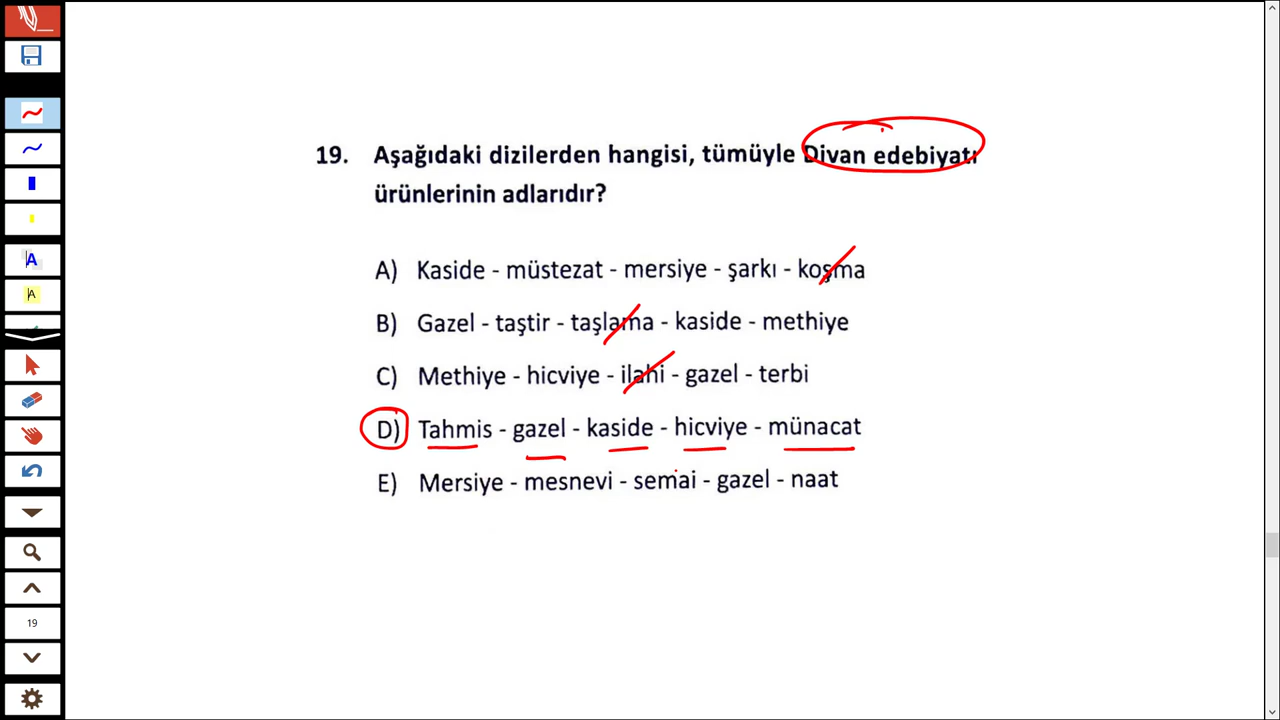 19. Aşağıdaki dizilerden hangisi, tümüyle Divan edebiyatı
ürünlerinin adlarıdır?
A) Kaside - müstezat - mersiye - şarkı - koşma
B) Gazel - taştir - taşlama - kaside - methiye
C) Methiye - hicviye - ilahi - gazel - terbi
D) Tahmis - gazel - kaside - hicviye - münacat
E) Mersiye - mesnevi - semai - gazel - naat
A
A
19